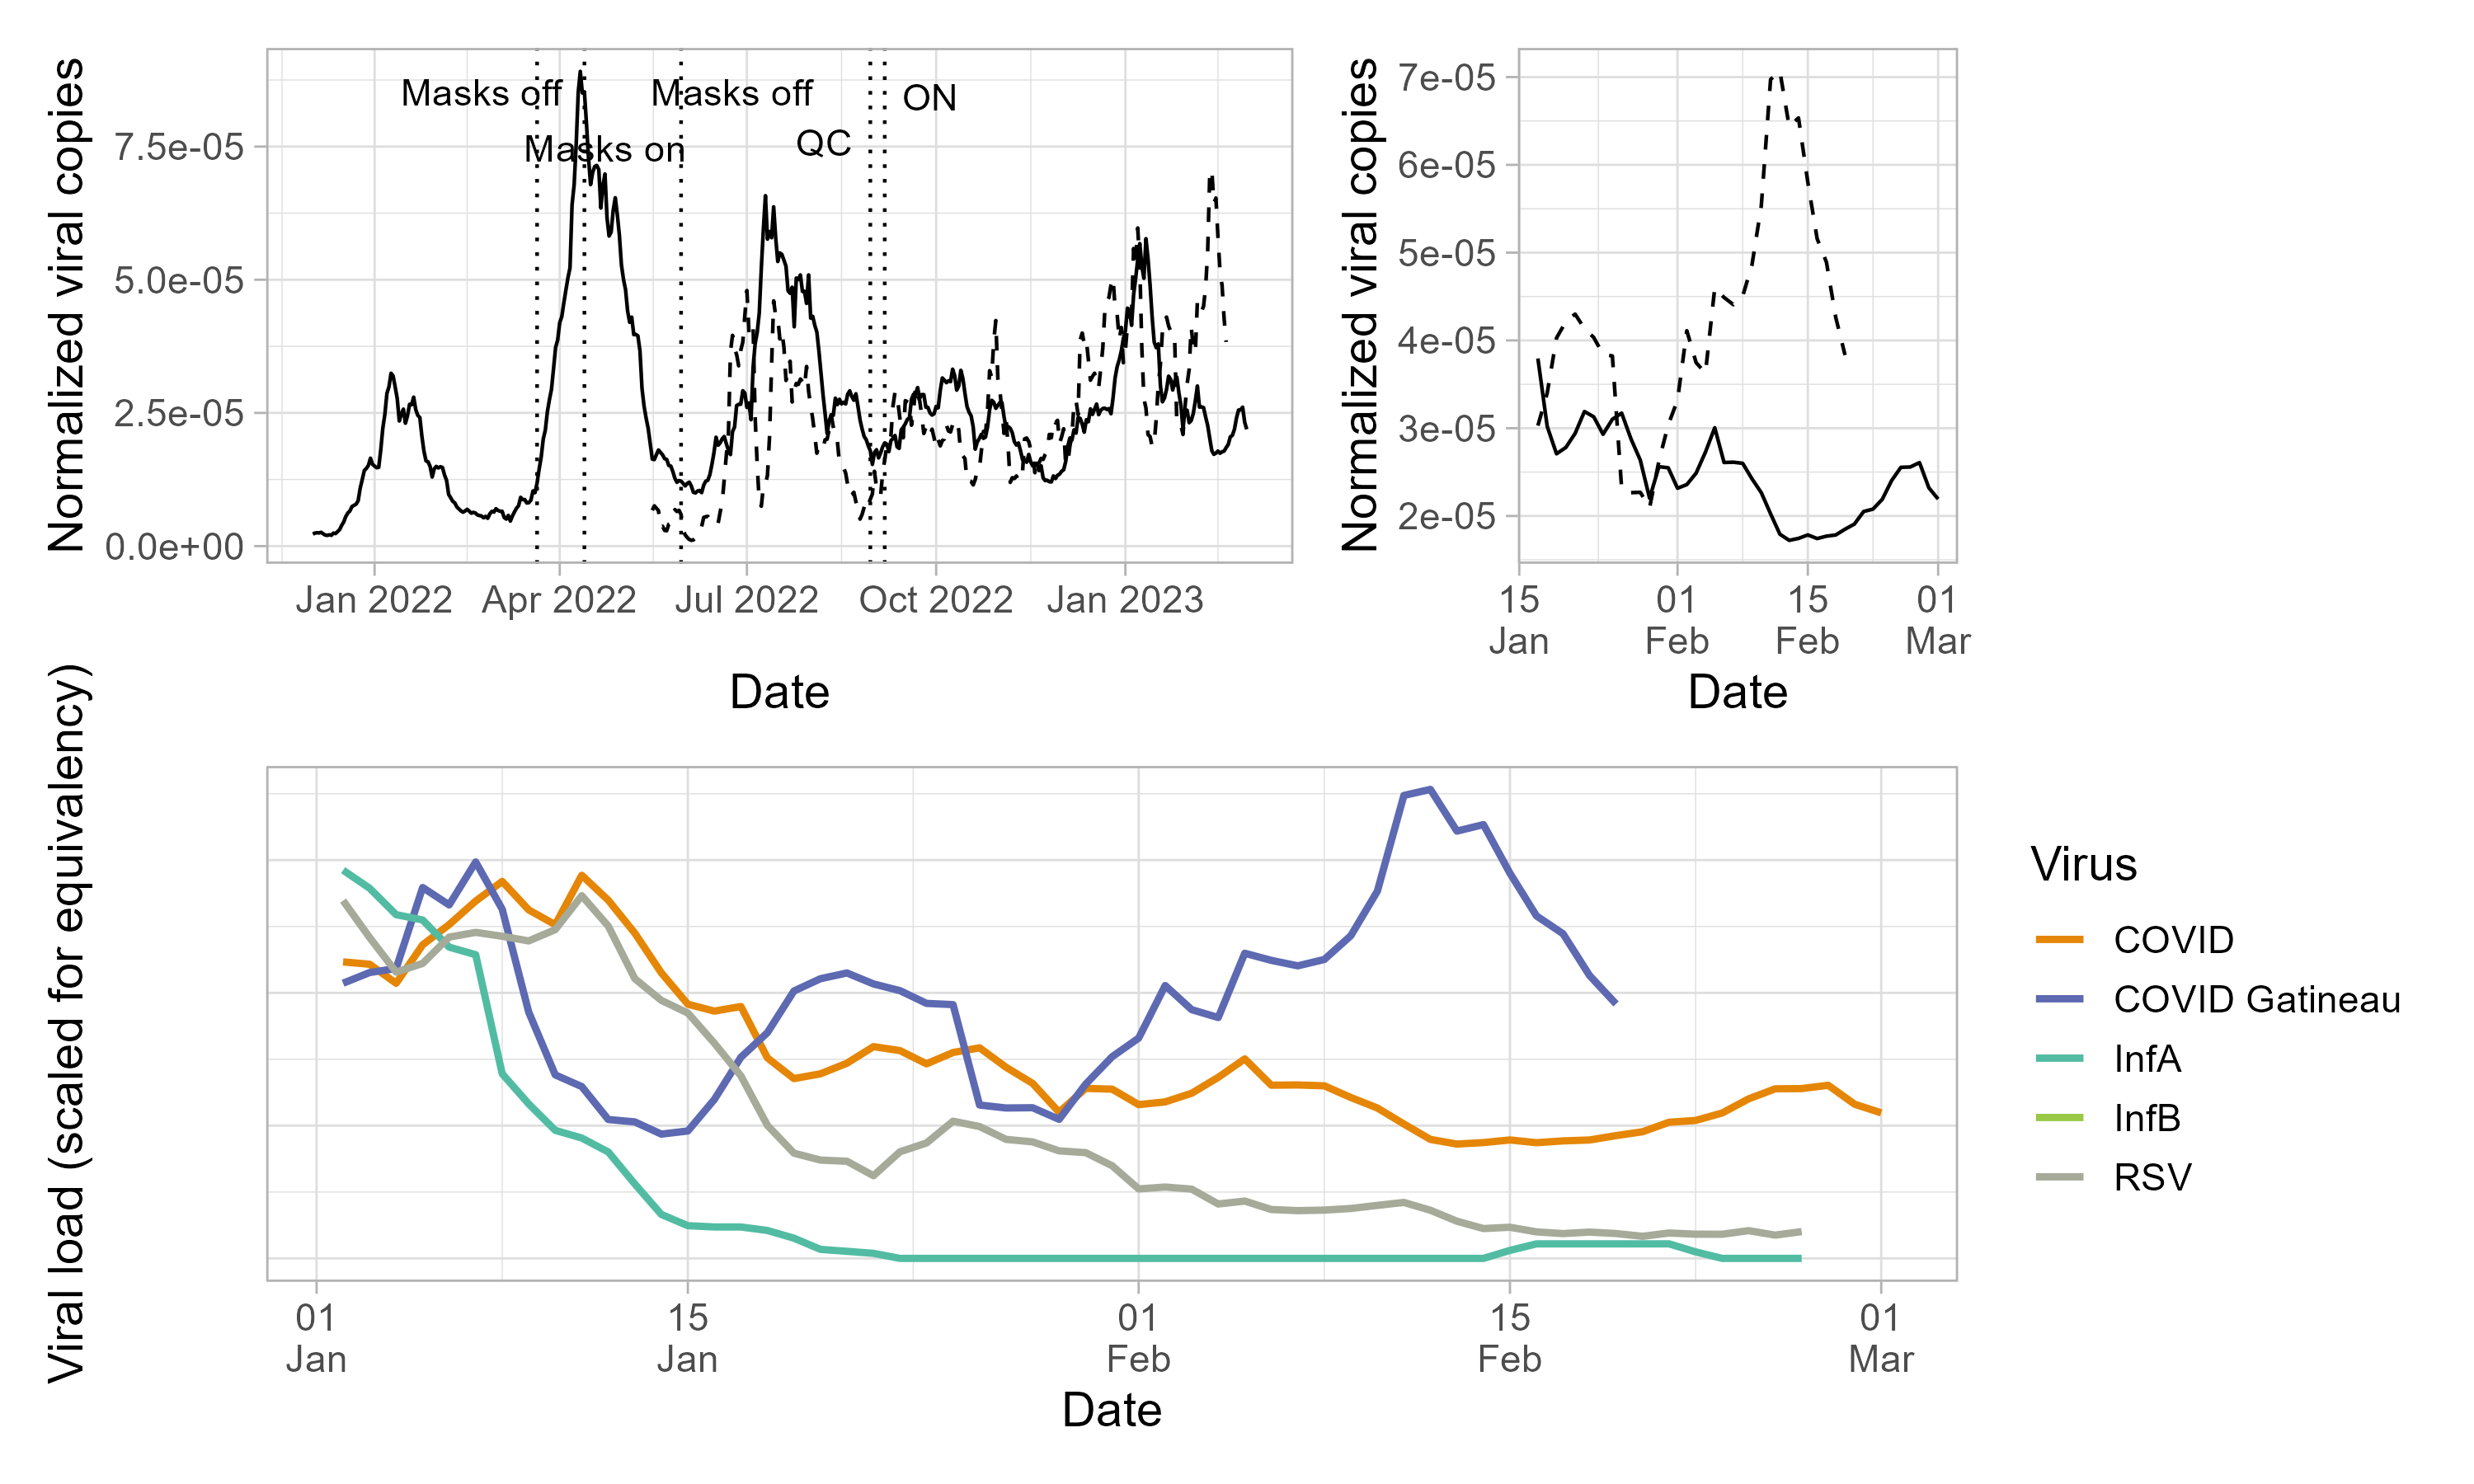 Normalized viral copies
7.5e-05
5.0e-05
2.5e-05
0.0e+00
Masks off
Masks on
Masks off
QC
ON
Jan 2022
Apr 2022
Jul 2022
Oct 2022
Jan 2023
Date
Normalized viral copies
7e-05
6e-05
5e-05
4e-05
3e-05
2e-05
15
Jan
01
Feb
15
Feb
01
Mar
Date
Viral load (scaled for equivalency)
01
Jan
15
Jan
01
Feb
15
Feb
01
Mar
Date
Virus
COVID
COVID Gatineau
InfA
InfB
RSV